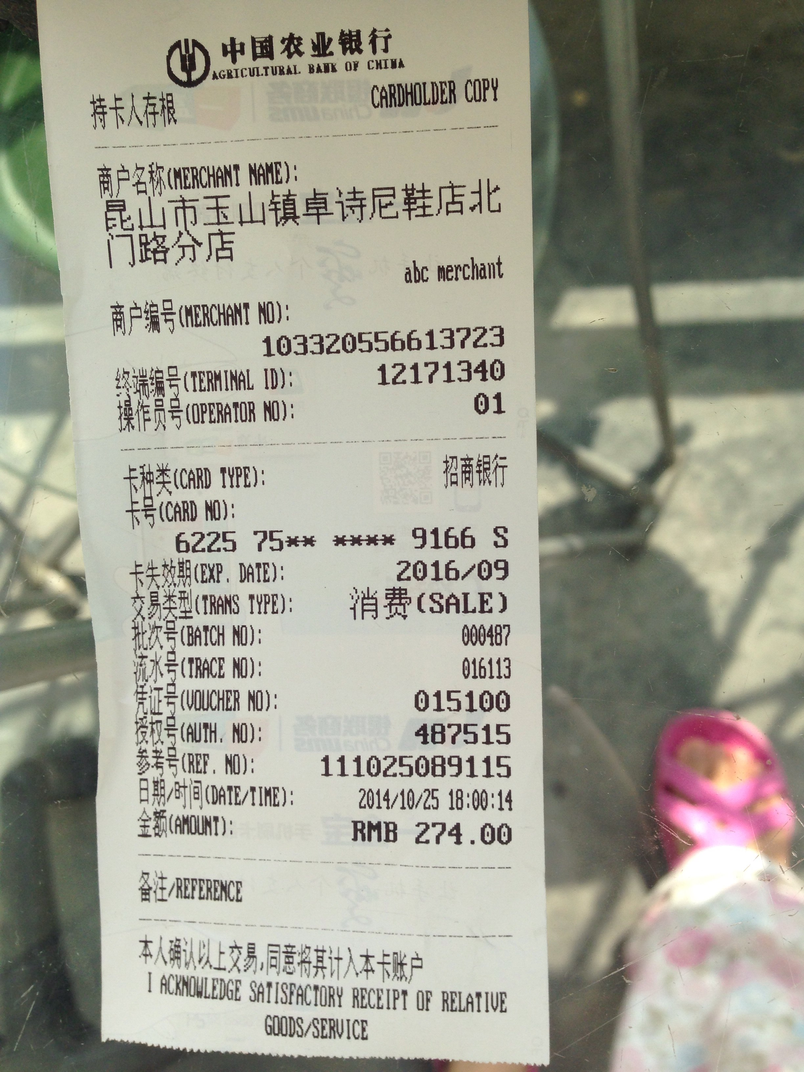 中国农业银行
AGRICULTURAL BANK OF CHINA
持卡人存根 CARDHOLDER COPY
商户名称(MERCHANT NAME):
昆山市玉山镇卓诗尼鞋店北
门路分店
abc merchant
商户编号(MERCHANT NO):
103320556613723
终端编号(TERMINAL ID): 12171340
操作员号(OPERATOR NO): 01
卡种类(CARD TYPE): 招商银行
卡号(CARD NO):
6225 75** **** 9166 S
卡失效期(EXP. DATE): 2016/09
交易类型(TRANS TYPE): 消费(SALE)
批次号(BATCH NO): 000487
流水号(TRACE NO): 016113
凭证号(VOUCHER NO): 015100
授权号(AUTH. NO): 487515
参考号(REF. NO): 111025089115
日期/时间(DATE/TIME): 2014/10/25 18:00:14
金额(AMOUNT): RMB 274.00
备注/REFERENCE
本人确认以上交易,同意将其计入本卡账户
I ACKNOWLEDGE SATISFACTORY RECEIPT OF RELATIVE
GOODS/SERVICE